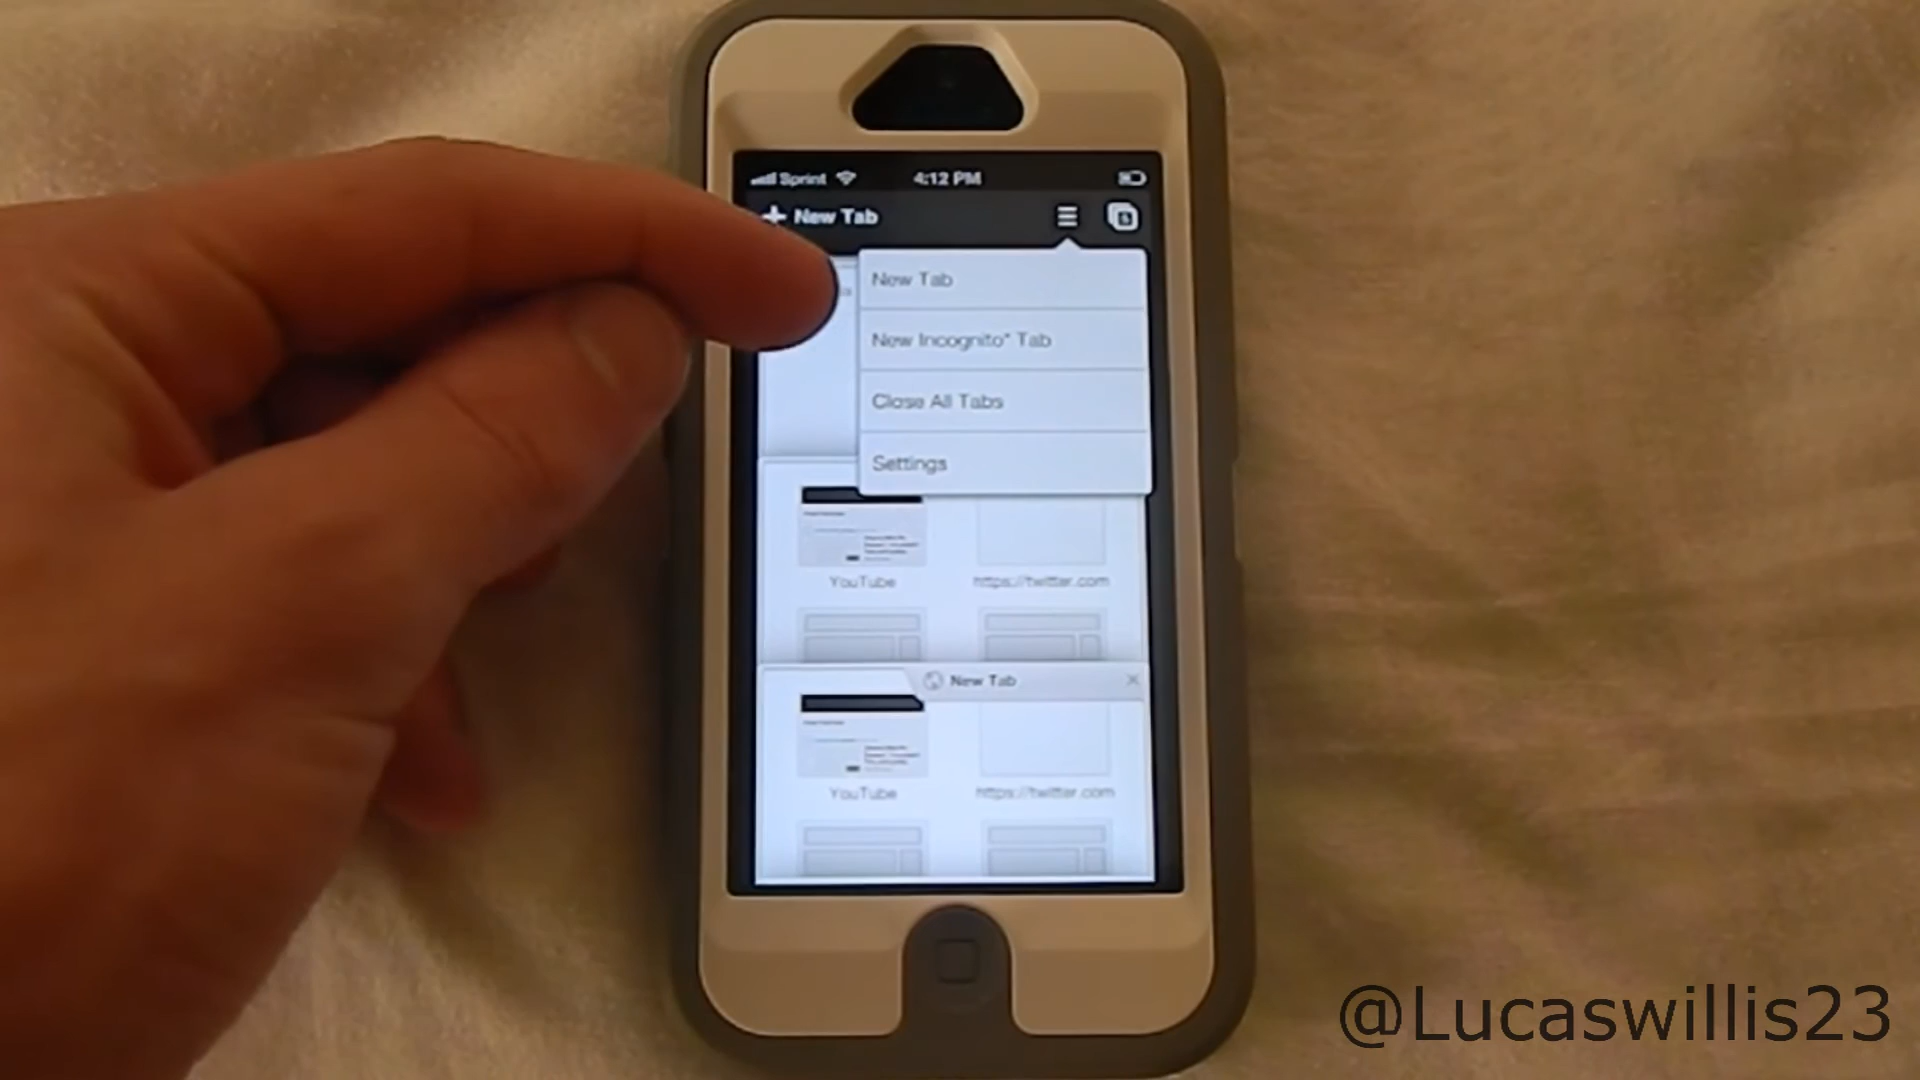 Sprint 4:12 PM
+ New Tab
New Tab
New Incognito* Tab
Close All Tabs
Settings
YouTube https://twitter.com
New Tab
YouTube https://twitter.com
@Lucaswillis23